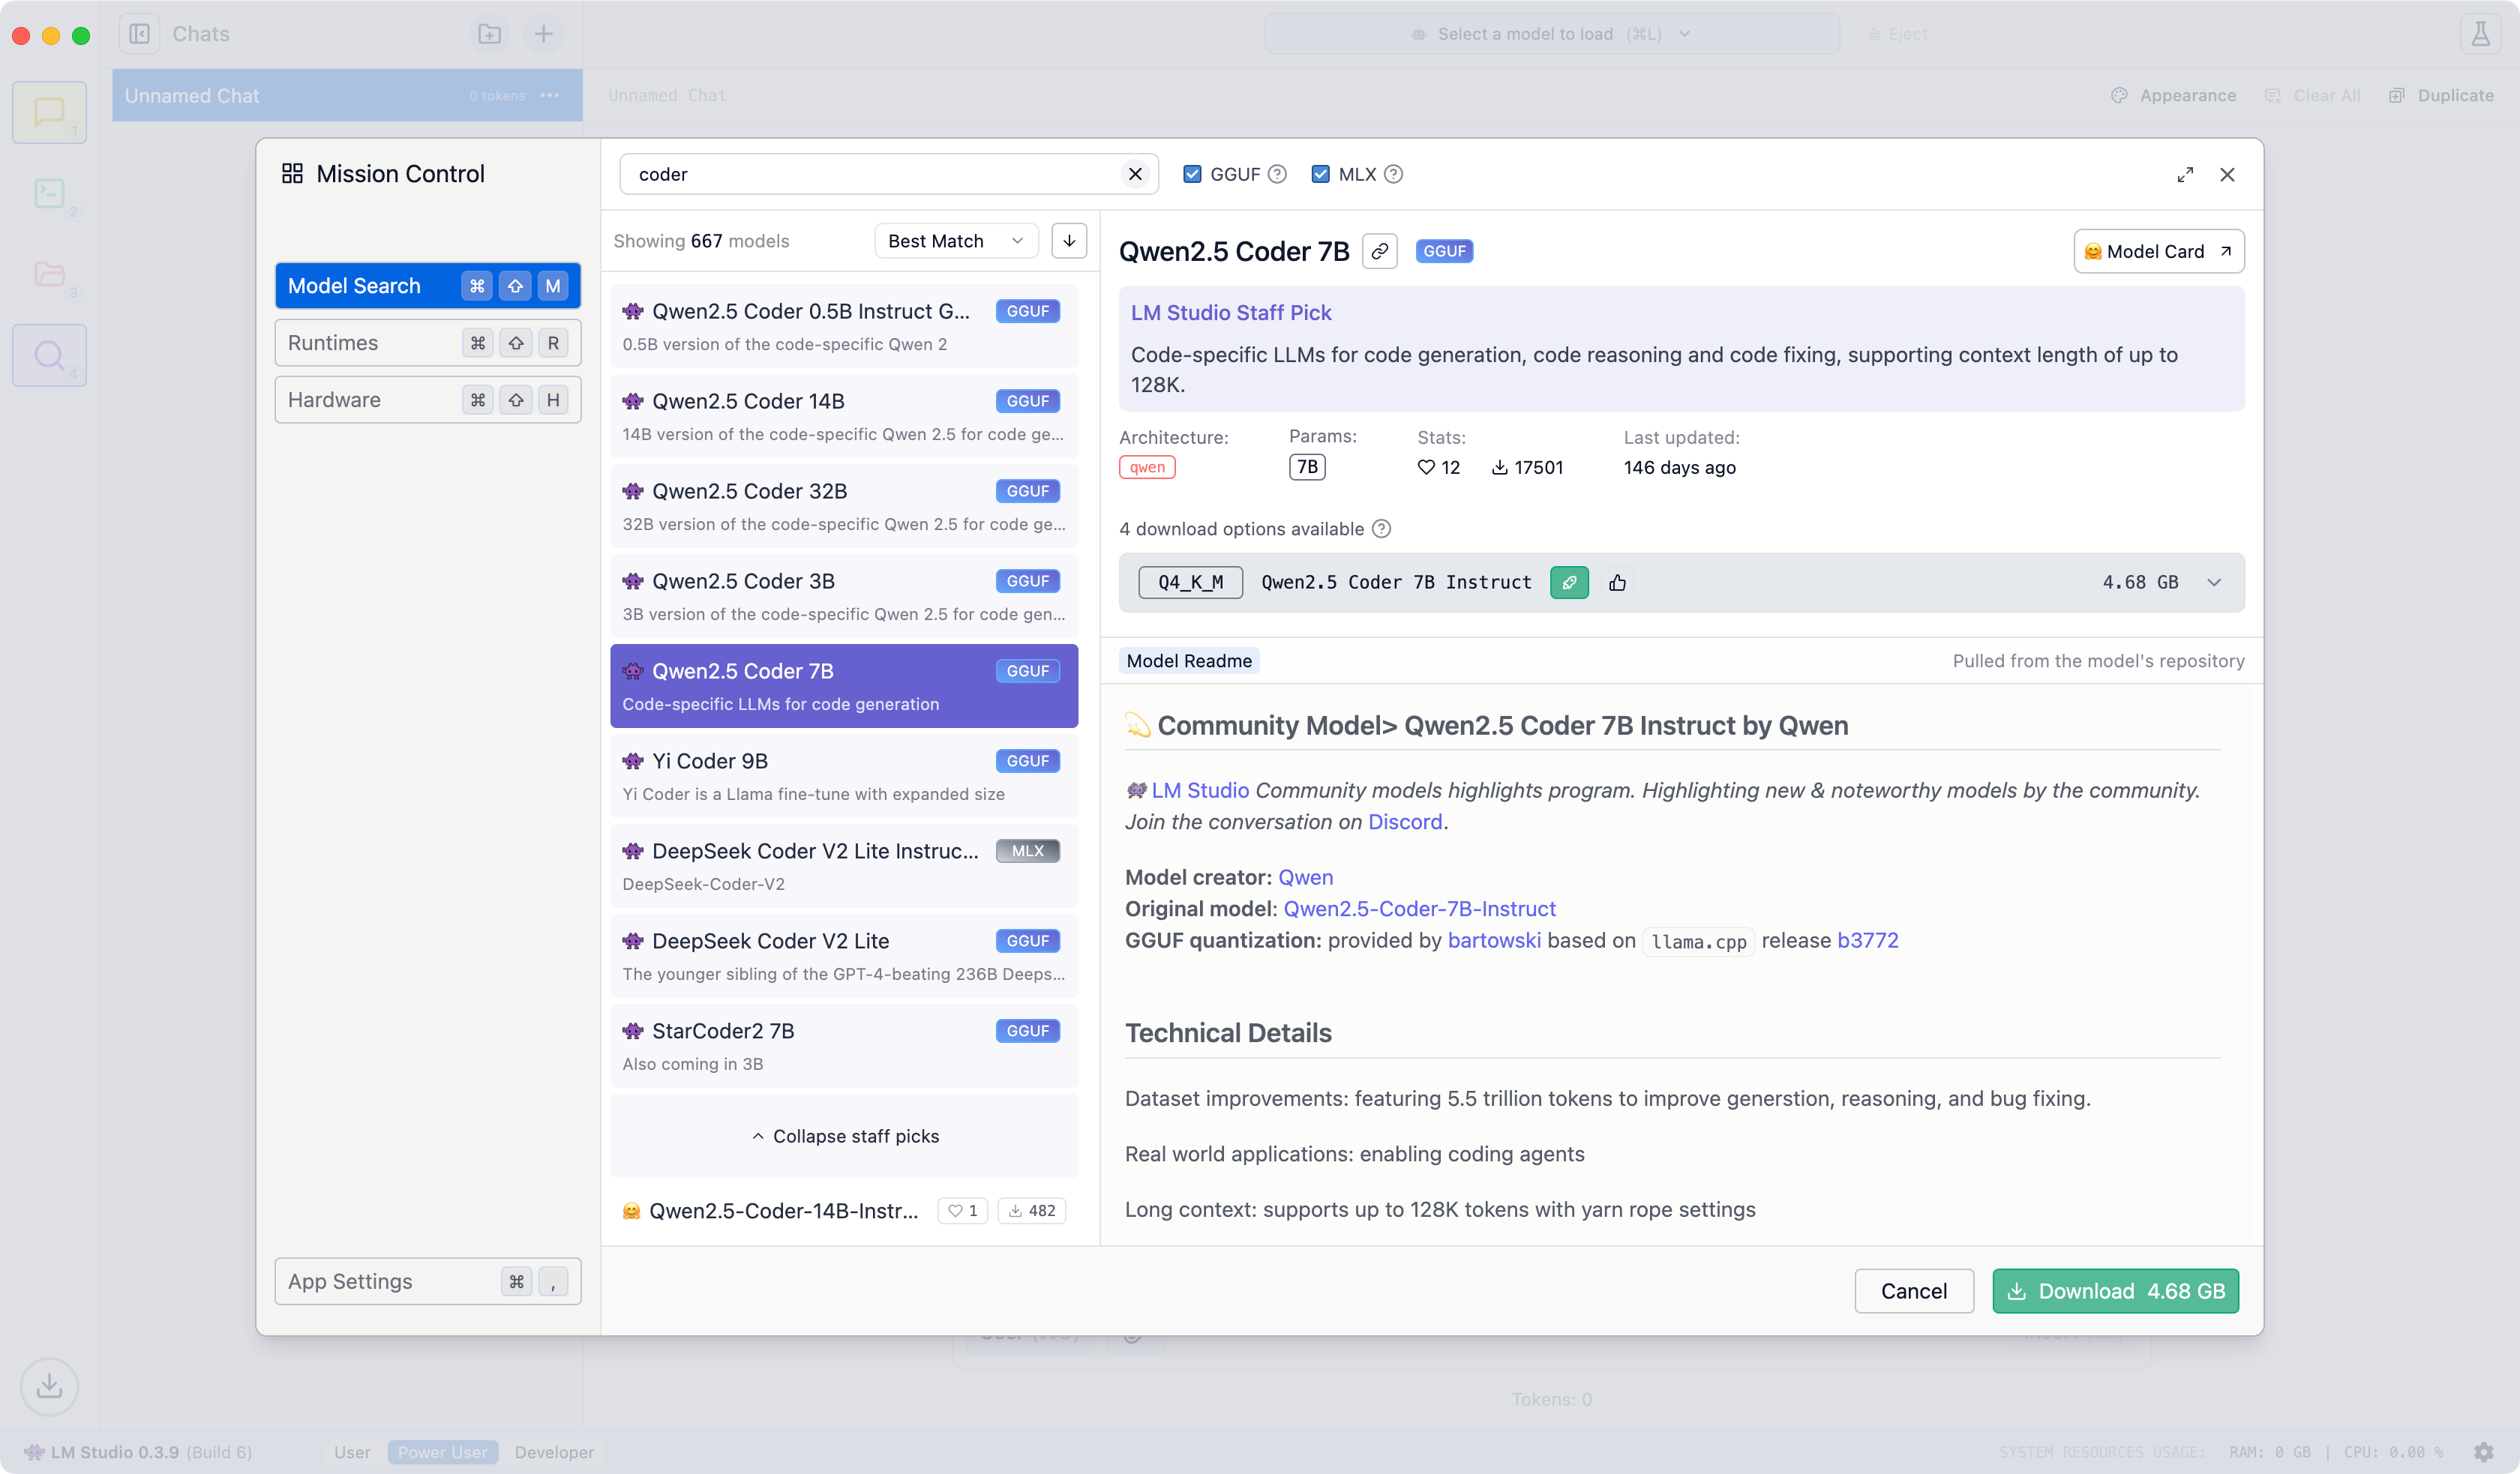 Chats
Select a model to load (⌘L)
Eject
Unnamed Chat
0 tokens
Unnamed Chat
Appearance
Clear All
Duplicate
1
2
3
4
Mission Control
Model Search ⌘ ⇧ M
Runtimes ⌘ ⇧ R
Hardware ⌘ ⇧ H
App Settings ⌘ ,
coder
GGUF ?
MLX ?
Showing 667 models
Best Match
Qwen2.5 Coder 0.5B Instruct G... GGUF
0.5B version of the code-specific Qwen 2
Qwen2.5 Coder 14B GGUF
14B version of the code-specific Qwen 2.5 for code ge...
Qwen2.5 Coder 32B GGUF
32B version of the code-specific Qwen 2.5 for code ge...
Qwen2.5 Coder 3B GGUF
3B version of the code-specific Qwen 2.5 for code gen...
Qwen2.5 Coder 7B GGUF
Code-specific LLMs for code generation
Yi Coder 9B GGUF
Yi Coder is a Llama fine-tune with expanded size
DeepSeek Coder V2 Lite Instruc... MLX
DeepSeek-Coder-V2
DeepSeek Coder V2 Lite GGUF
The younger sibling of the GPT-4-beating 236B Deeps...
StarCoder2 7B GGUF
Also coming in 3B
Collapse staff picks
Qwen2.5-Coder-14B-Instr... 1 482
Qwen2.5 Coder 7B GGUF
Model Card
LM Studio Staff Pick
Code-specific LLMs for code generation, code reasoning and code fixing, supporting context length of up to
128K.
Architecture: Params: Stats: Last updated:
qwen 7B 12 17501 146 days ago
4 download options available ?
Q4_K_M Qwen2.5 Coder 7B Instruct 4.68 GB
Model Readme
Pulled from the model's repository
💫 Community Model> Qwen2.5 Coder 7B Instruct by Qwen
👾 LM Studio Community models highlights program. Highlighting new & noteworthy models by the community.
Join the conversation on Discord.
Model creator: Qwen
Original model: Qwen2.5-Coder-7B-Instruct
GGUF quantization: provided by bartowski based on llama.cpp release b3772
Technical Details
Dataset improvements: featuring 5.5 trillion tokens to improve generstion, reasoning, and bug fixing.
Real world applications: enabling coding agents
Long context: supports up to 128K tokens with yarn rope settings
Cancel
Download 4.68 GB
Tokens: 0
LM Studio 0.3.9 (Build 6)
User
Power User
Developer
SYSTEM RESOURCES USAGE: RAM: 0 GB | CPU: 0.00 %